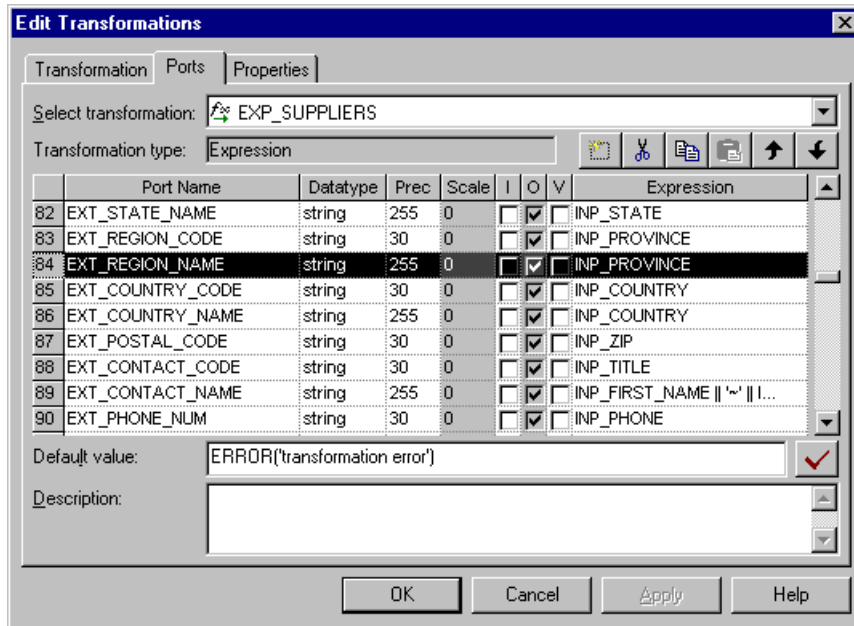 Edit Transformations
Transformation Ports Properties
Select transformation: EXP_SUPPLIERS
Transformation type: Expression
Port Name Datatype Prec Scale I O V Expression
82 EXT_STATE_NAME string 255 0 INP_STATE
83 EXT_REGION_CODE string 30 0 INP_PROVINCE
84 EXT_REGION_NAME string 255 0 INP_PROVINCE
85 EXT_COUNTRY_CODE string 30 0 INP_COUNTRY
86 EXT_COUNTRY_NAME string 255 0 INP_COUNTRY
87 EXT_POSTAL_CODE string 30 0 INP_ZIP
88 EXT_CONTACT_CODE string 30 0 INP_TITLE
89 EXT_CONTACT_NAME string 255 0 INP_FIRST_NAME || '~' || I...
90 EXT_PHONE_NUM string 30 0 INP_PHONE
Default value: ERROR('transformation error')
Description:
OK Cancel Apply Help